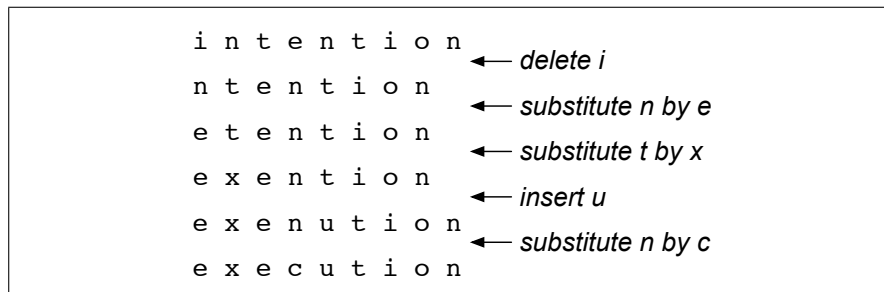 i n t e n t i o n
← delete i
n t e n t i o n
← substitute n by e
e t e n t i o n
← substitute t by x
e x e n t i o n
← insert u
e x e n u t i o n
← substitute n by c
e x e c u t i o n